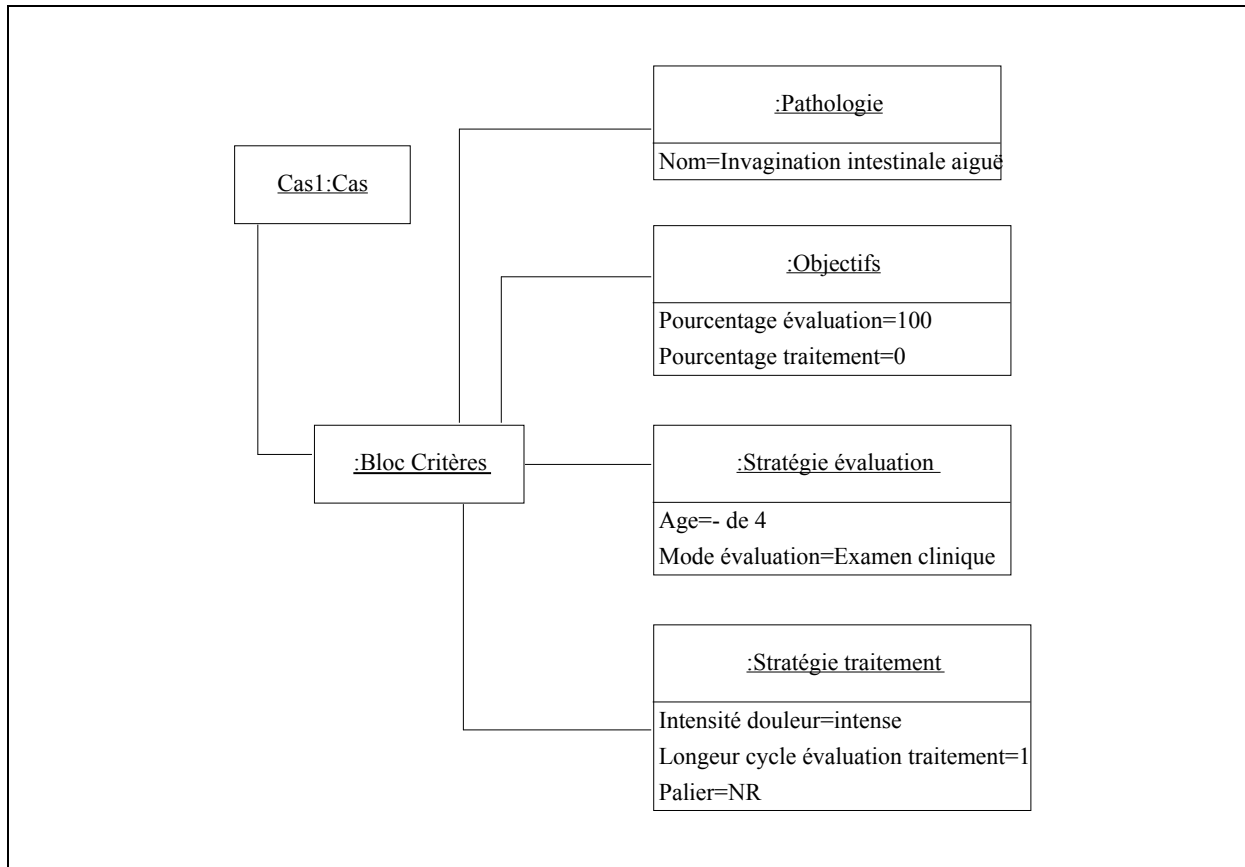 :Pathologie
Nom=Invagination intestinale aiguë
Cas1:Cas
:Objectifs
Pourcentage évaluation=100
Pourcentage traitement=0
:Bloc Critères
:Stratégie évaluation
Age=- de 4
Mode évaluation=Examen clinique
:Stratégie traitement
Intensité douleur=intense
Longeur cycle évaluation traitement=1
Palier=NR